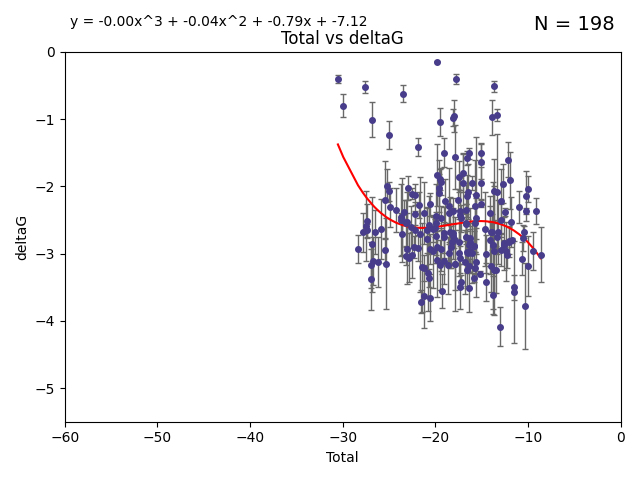 y = -0.00x^3 + -0.04x^2 + -0.79x + -7.12
N = 198
Total vs deltaG
0
−1
−2
−3
−4
−5
deltaG
−60 −50 −40 −30 −20 −10 0
Total